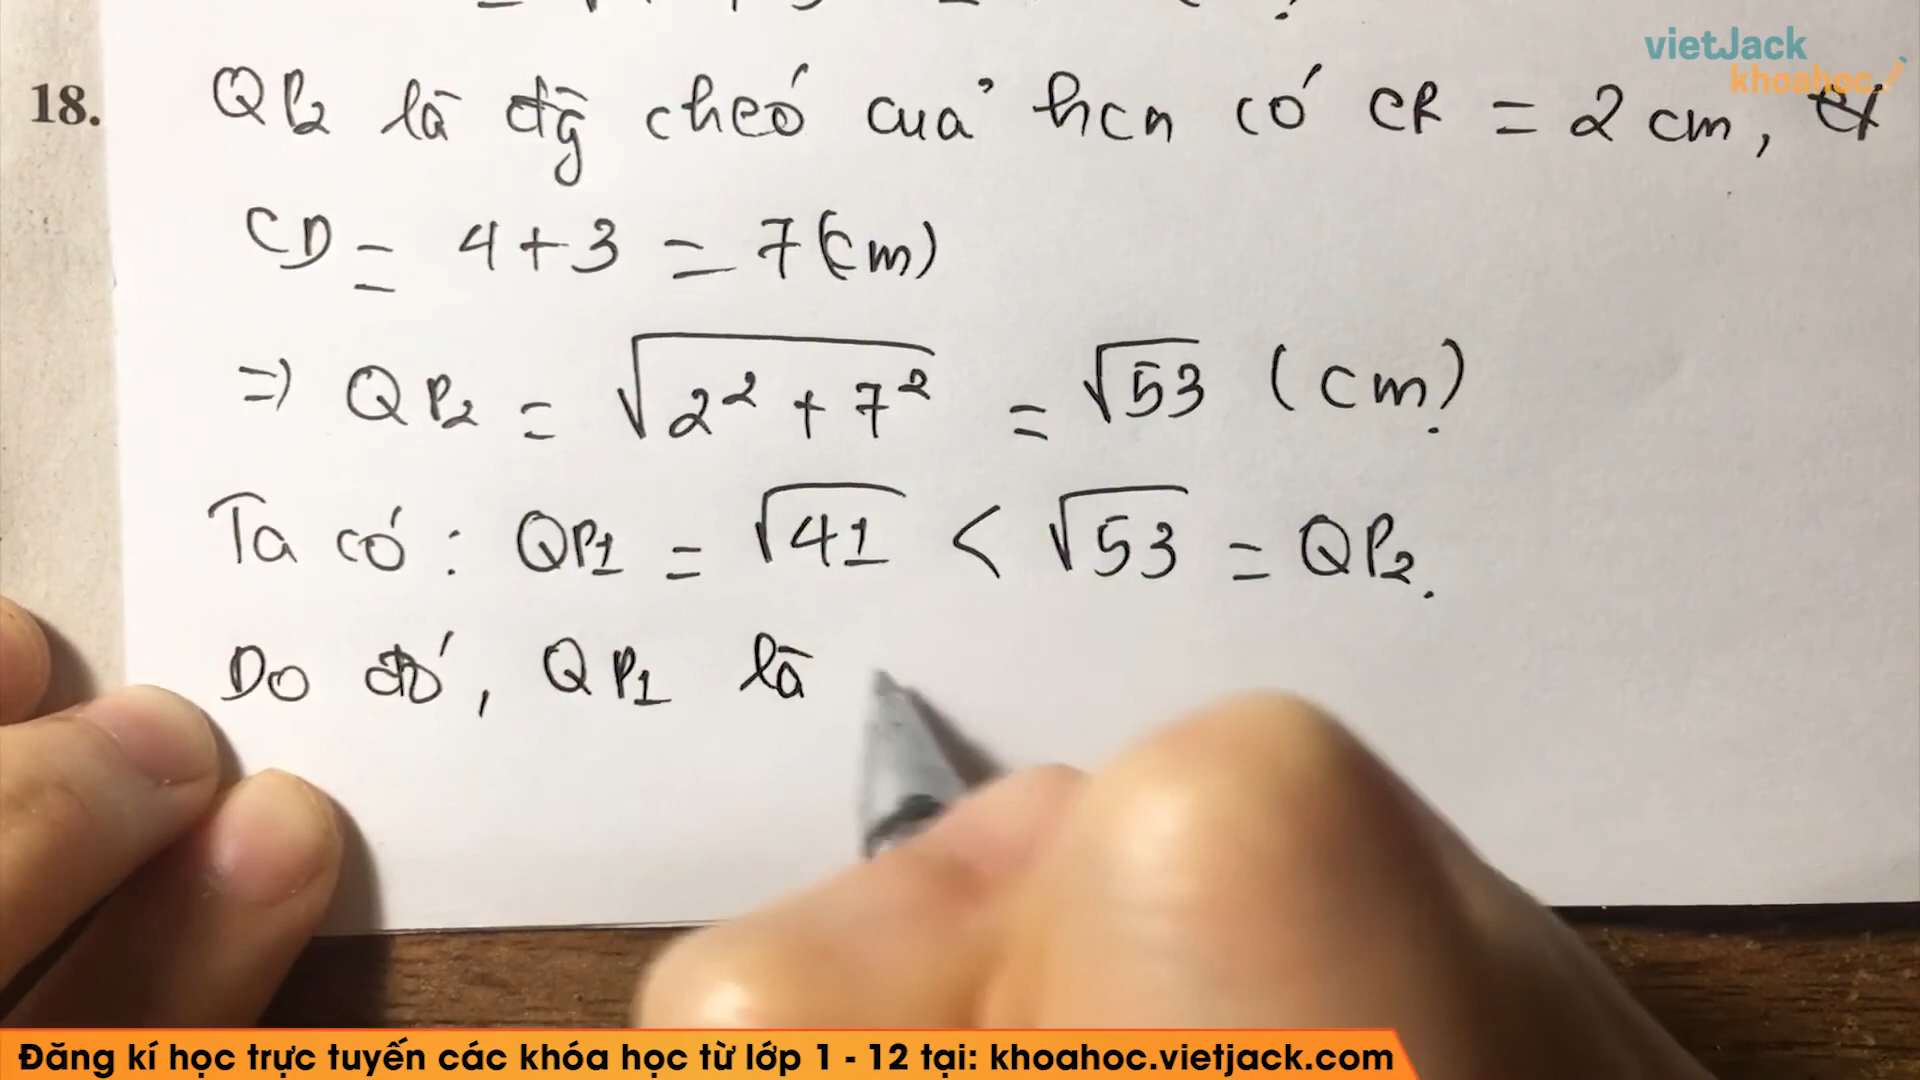 vietJack
khoahoc
18.
QP2 là đg chéo của hcn có CR = 2 cm,
CD = 4 + 3 = 7 (cm)
=> QP2 = √(2² + 7²) = √53 (cm).
Ta có: QP1 = √41 < √53 = QP2.
Do đó, QP1 là
Đăng kí học trực tuyến các khóa học từ lớp 1 - 12 tại: khoahoc.vietjack.com